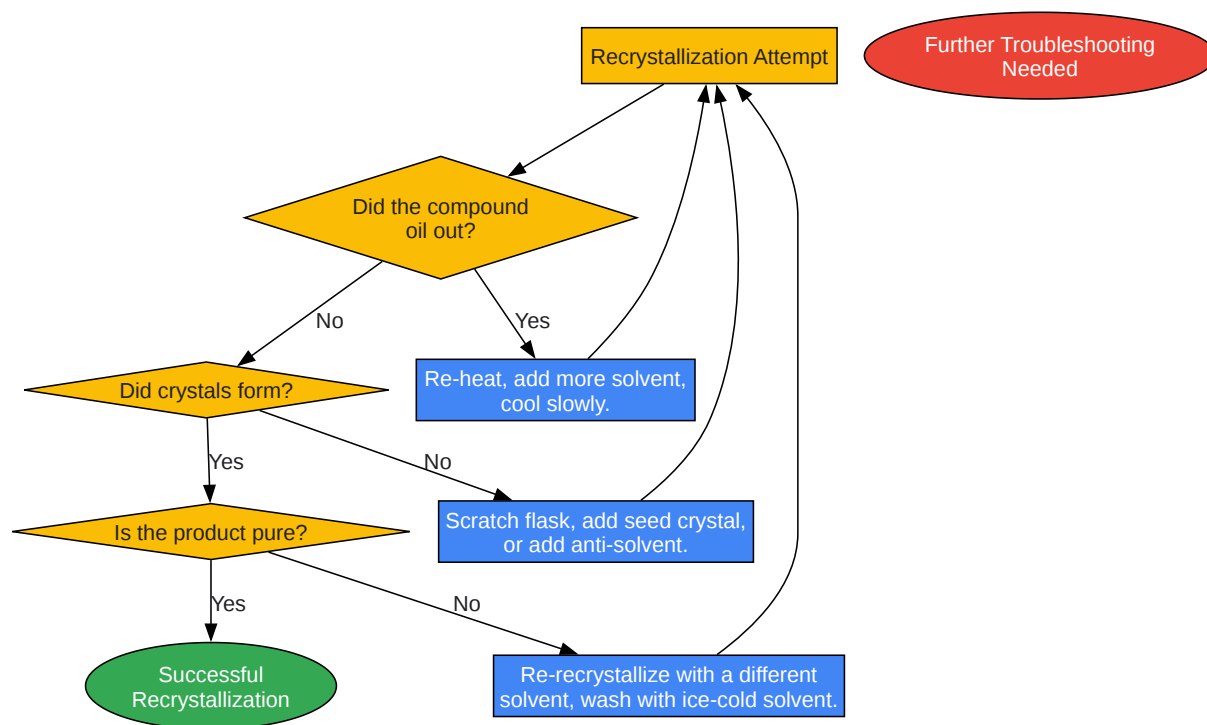 Recrystallization Attempt
Further Troubleshooting
Needed
Did the compound
oil out?
No
Yes
Did crystals form?
Re-heat, add more solvent,
cool slowly.
Yes
No
Is the product pure?
Scratch flask, add seed crystal,
or add anti-solvent.
Yes
No
Successful
Recrystallization
Re-recrystallize with a different
solvent, wash with ice-cold solvent.